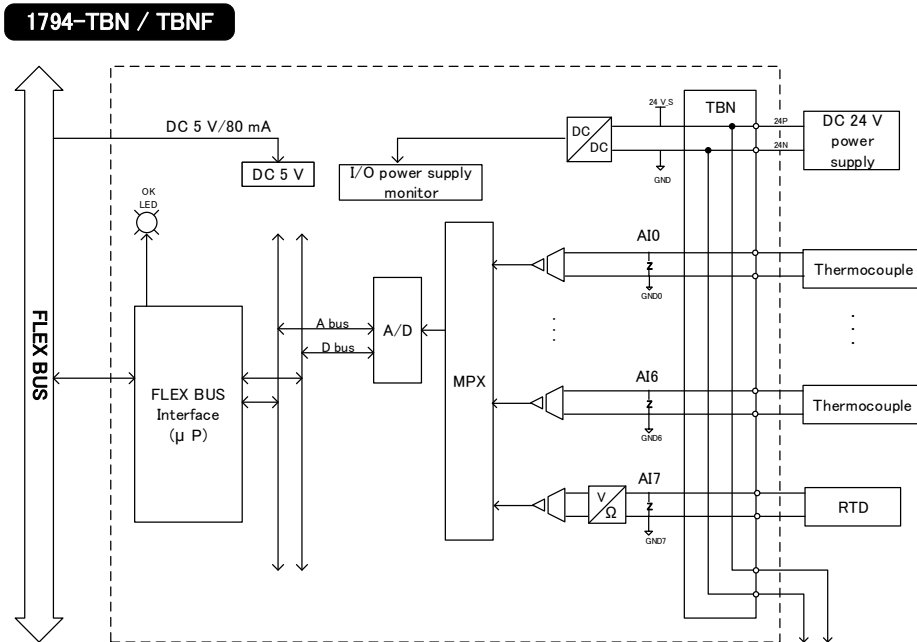 1794-TBN / TBNF
FLEX BUS
DC 5 V/80 mA
DC 5 V
OK
LED
I/O power supply
monitor
DC
DC
24 V_S
GND
TBN
24P
24N
DC 24 V
power
supply
FLEX BUS
Interface
(μ P)
A bus
D bus
A/D
MPX
AI0
Z
GND0
Thermocouple
AI6
Z
GND6
Thermocouple
AI7
V
Ω
Z
GND7
RTD